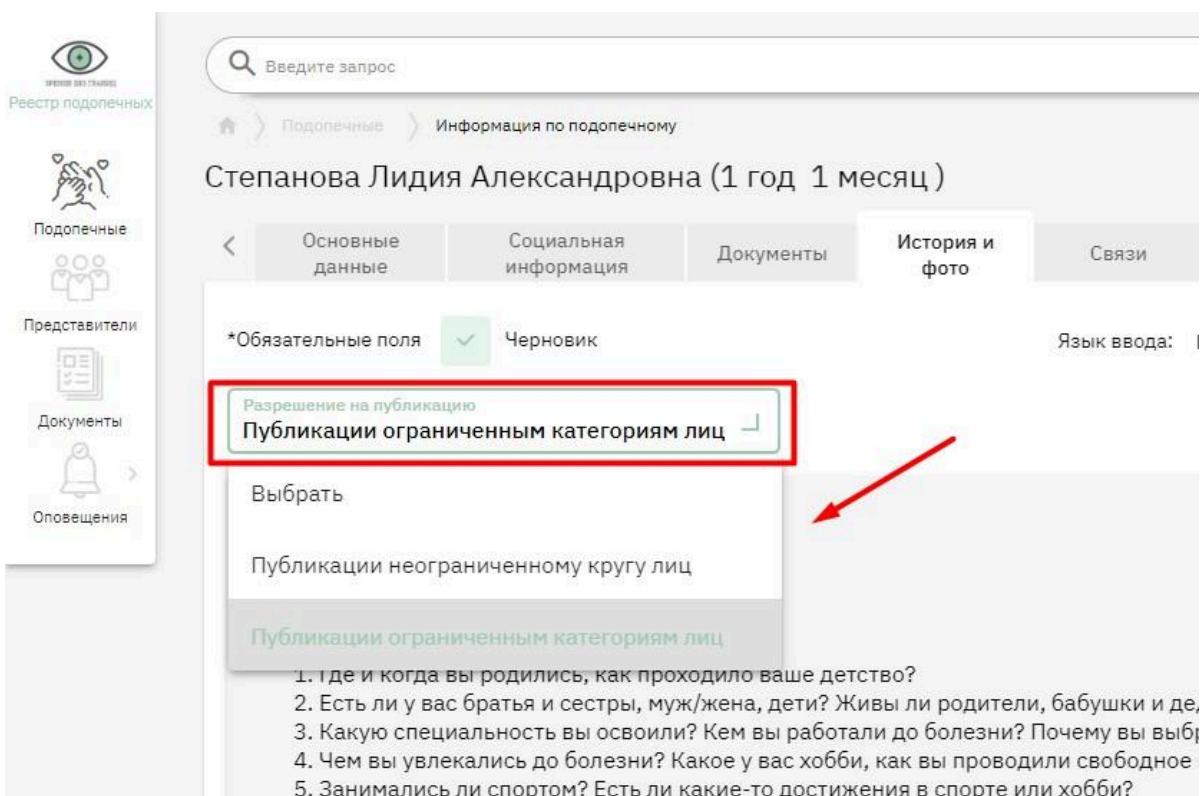 Реестр подопечных
Подопечные
Представители
Документы
Оповещения
Введите запрос
Подопечные
Информация по подопечному
Степанова Лидия Александровна (1 год 1 месяц )
Основные
данные
Социальная
информация
Документы
История и
фото
Связи
*Обязательные поля
Черновик
Язык ввода:
Разрешение на публикацию
Публикации ограниченным категориям лиц
Выбрать
Публикации неограниченному кругу лиц
Публикации ограниченным категориям лиц
1. Где и когда вы родились, как проходило ваше детство?
2. Есть ли у вас братья и сестры, муж/жена, дети? Живы ли родители, бабушки и де
3. Какую специальность вы освоили? Кем вы работали до болезни? Почему вы выб
4. Чем вы увлекались до болезни? Какое у вас хобби, как вы проводили свободное
5. Занимались ли спортом? Есть ли какие-то достижения в спорте или хобби?